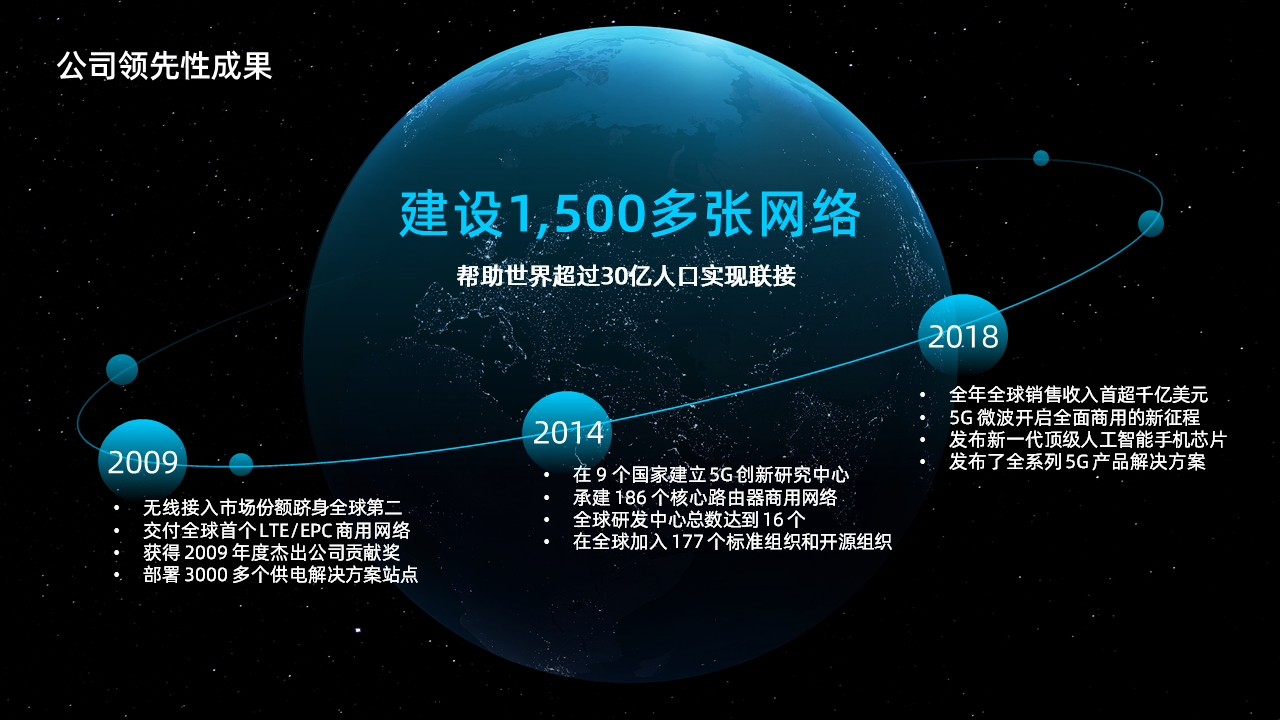 公司领先性成果
建设1,500多张网络
帮助世界超过30亿人口实现联接
2009
• 无线接入市场份额跻身全球第二
• 交付全球首个LTE/EPC商用网络
• 获得 2009 年度杰出公司贡献奖
• 部署 3000 多个供电解决方案站点
2014
• 在 9 个国家建立5G创新研究中心
• 承建 186 个核心路由器商用网络
• 全球研发中心总数达到16个
• 在全球加入 177 个标准组织和开源组织
2018
• 全年全球销售收入首超千亿美元
• 5G 微波开启全面商用的新征程
• 发布新一代顶级人工智能手机芯片
• 发布了全系列5G产品解决方案